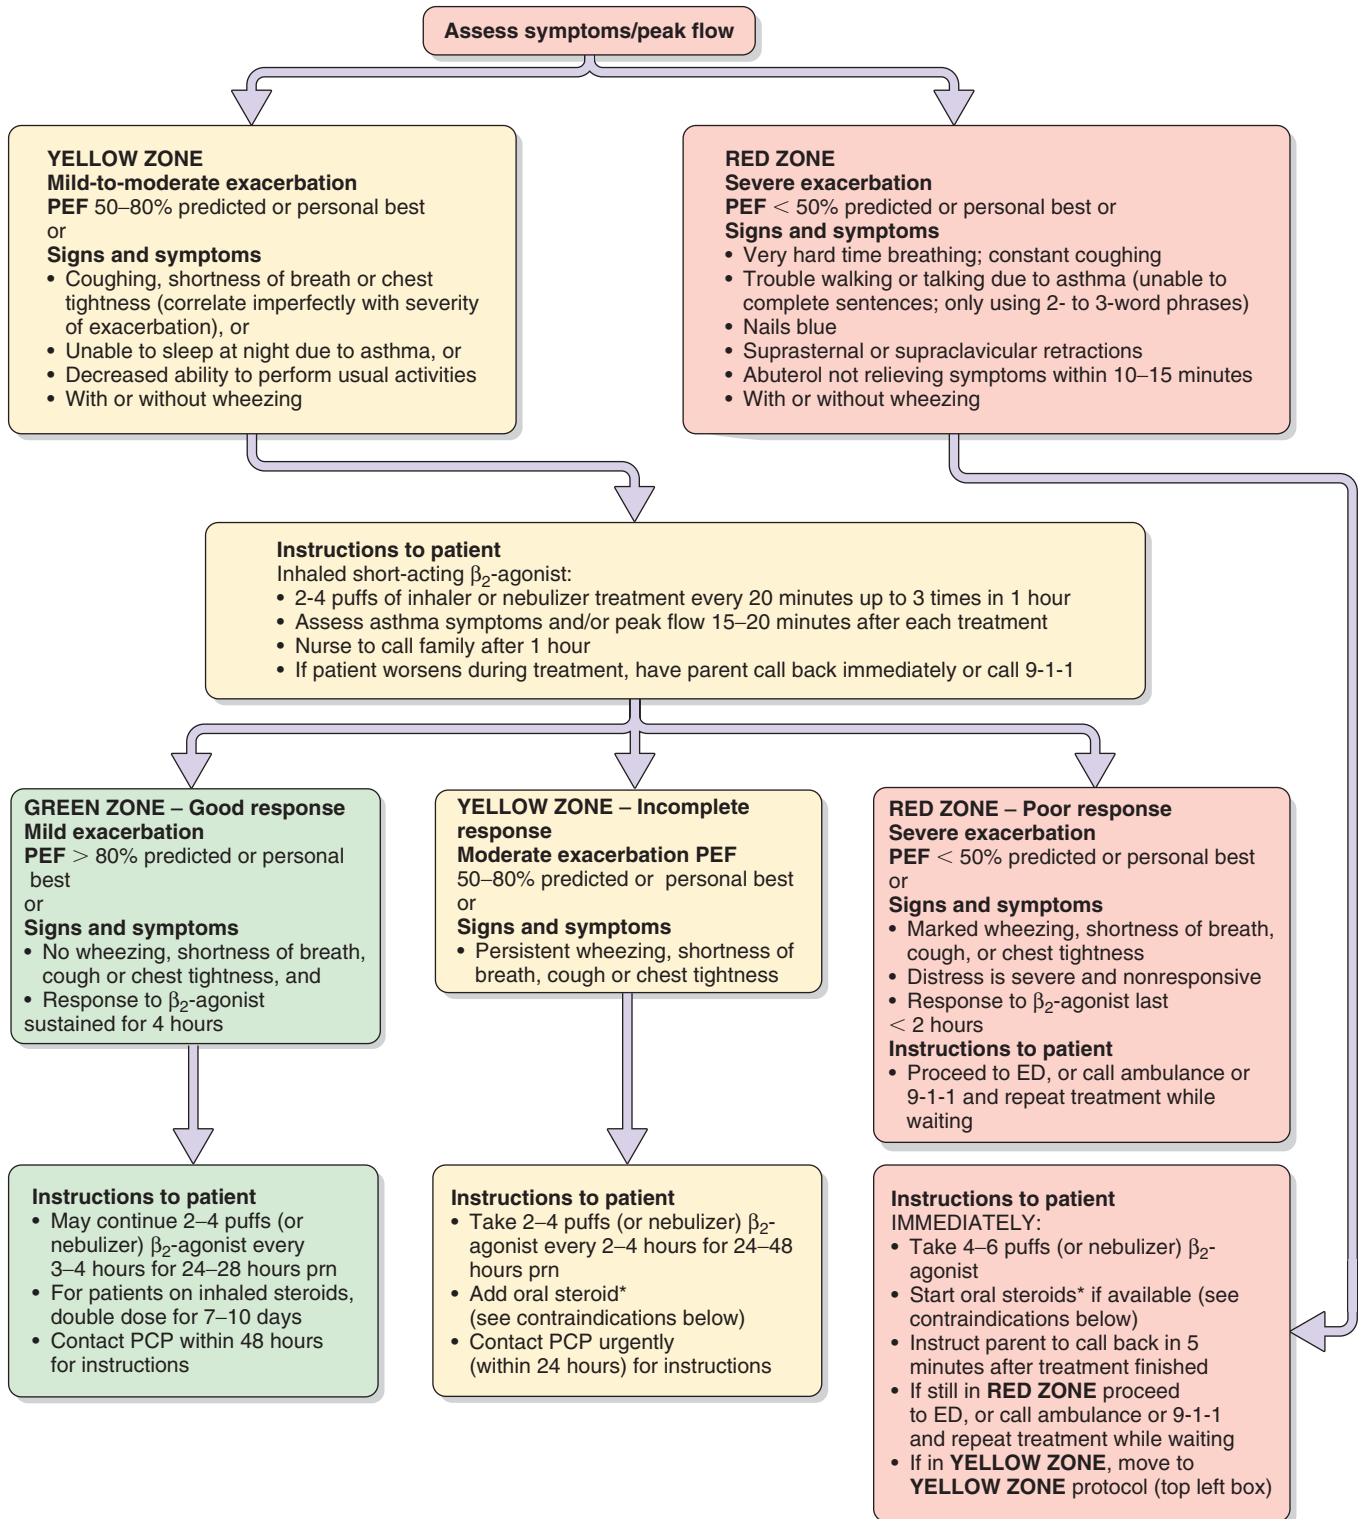 Assess symptoms/peak flow
YELLOW ZONE
Mild-to-moderate exacerbation
PEF 50–80% predicted or personal best
or
Signs and symptoms
• Coughing, shortness of breath or chest
tightness (correlate imperfectly with severity
of exacerbation), or
• Unable to sleep at night due to asthma, or
• Decreased ability to perform usual activities
• With or without wheezing
RED ZONE
Severe exacerbation
PEF < 50% predicted or personal best or
Signs and symptoms
• Very hard time breathing; constant coughing
• Trouble walking or talking due to asthma (unable to
complete sentences; only using 2- to 3-word phrases)
• Nails blue
• Suprasternal or supraclavicular retractions
• Abuterol not relieving symptoms within 10–15 minutes
• With or without wheezing
Instructions to patient
Inhaled short-acting β₂-agonist:
• 2-4 puffs of inhaler or nebulizer treatment every 20 minutes up to 3 times in 1 hour
• Assess asthma symptoms and/or peak flow 15–20 minutes after each treatment
• Nurse to call family after 1 hour
• If patient worsens during treatment, have parent call back immediately or call 9-1-1
GREEN ZONE – Good response
Mild exacerbation
PEF > 80% predicted or personal
best
or
Signs and symptoms
• No wheezing, shortness of breath,
cough or chest tightness, and
• Response to β₂-agonist
sustained for 4 hours
YELLOW ZONE – Incomplete
response
Moderate exacerbation PEF
50–80% predicted or personal best
or
Signs and symptoms
• Persistent wheezing, shortness of
breath, cough or chest tightness
RED ZONE – Poor response
Severe exacerbation
PEF < 50% predicted or personal best
or
Signs and symptoms
• Marked wheezing, shortness of breath,
cough, or chest tightness
• Distress is severe and nonresponsive
• Response to β₂-agonist last
< 2 hours
Instructions to patient
• Proceed to ED, or call ambulance or
9-1-1 and repeat treatment while
waiting
Instructions to patient
• May continue 2–4 puffs (or
nebulizer) β₂-agonist every
3–4 hours for 24–28 hours prn
• For patients on inhaled steroids,
double dose for 7–10 days
• Contact PCP within 48 hours
for instructions
Instructions to patient
• Take 2–4 puffs (or nebulizer) β₂-
agonist every 2–4 hours for 24–48
hours prn
• Add oral steroid*
(see contraindications below)
• Contact PCP urgently
(within 24 hours) for instructions
Instructions to patient
IMMEDIATELY:
• Take 4–6 puffs (or nebulizer) β₂-
agonist
• Start oral steroids* if available (see
contraindications below)
• Instruct parent to call back in 5
minutes after treatment finished
• If still in RED ZONE proceed
to ED, or call ambulance or 9-1-1
and repeat treatment while waiting
• If in YELLOW ZONE, move to
YELLOW ZONE protocol (top left box)